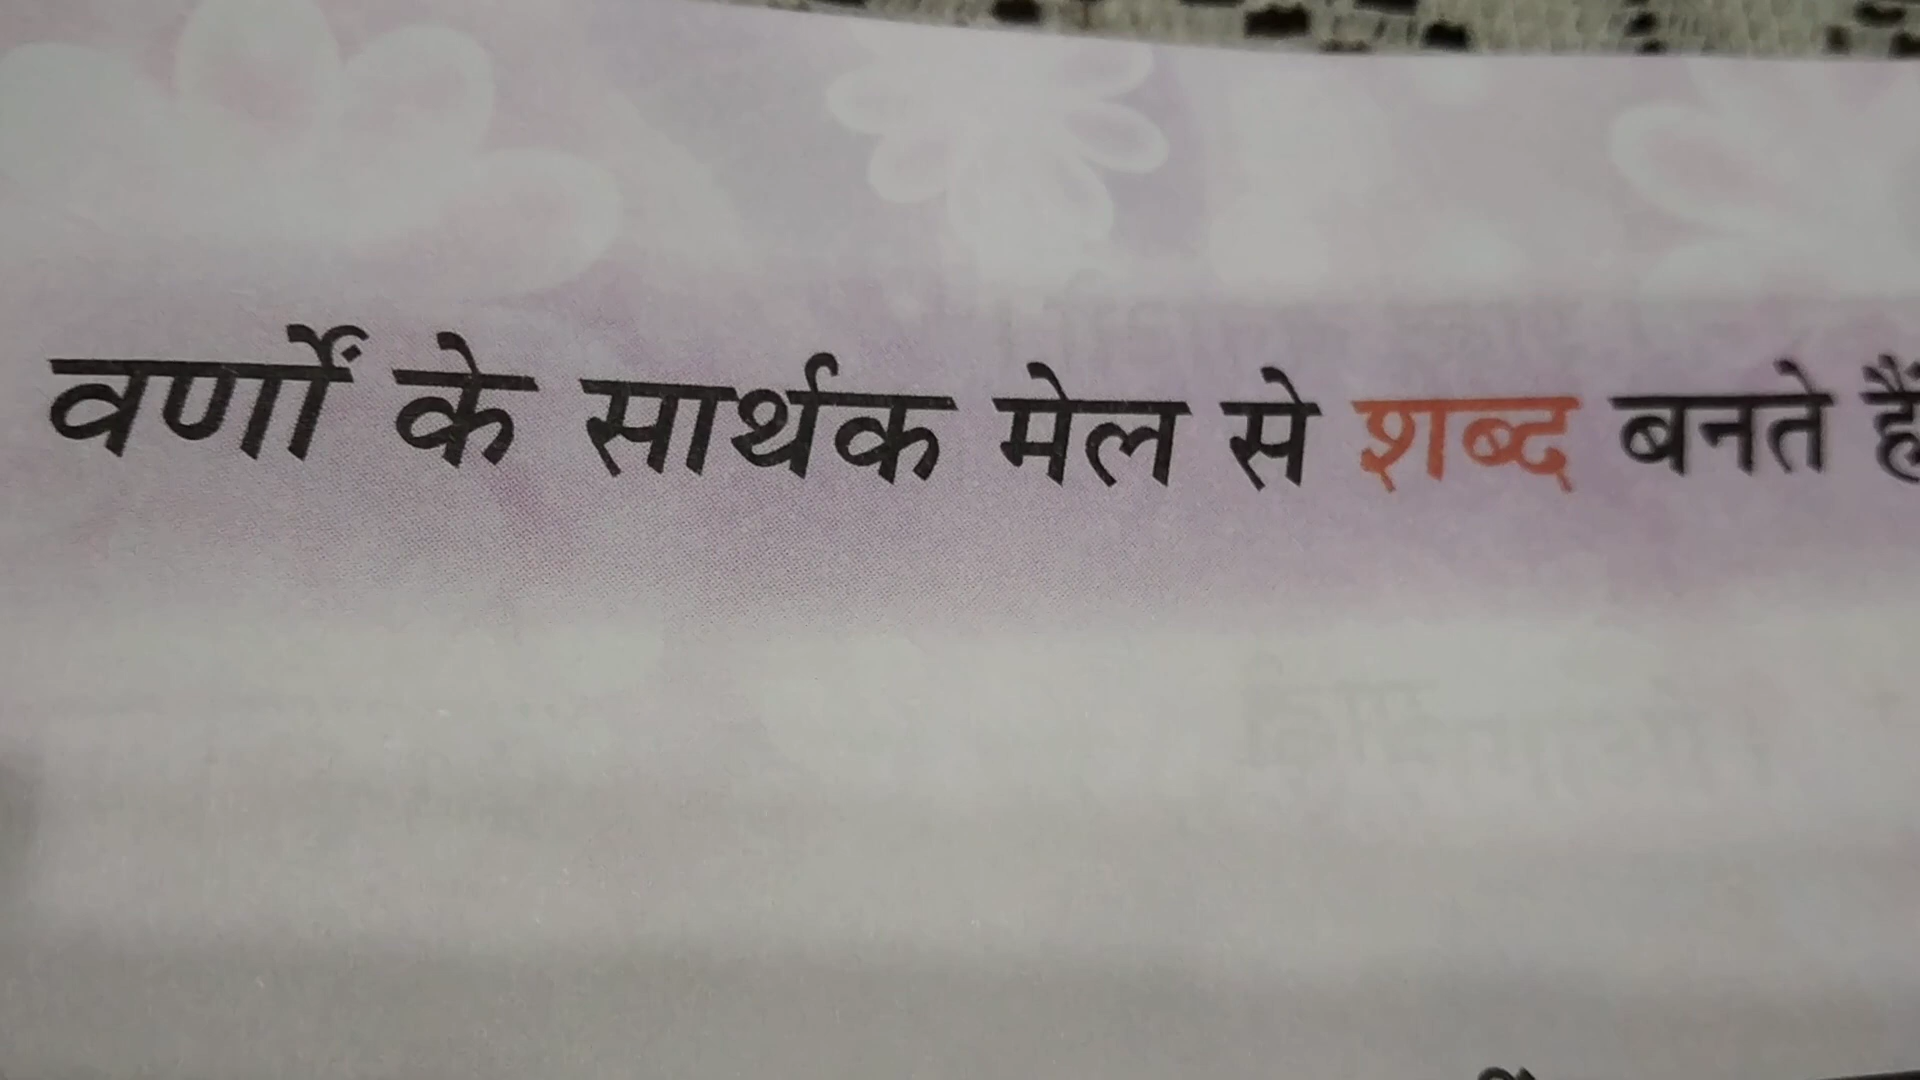 वर्णों के सार्थक मेल से शब्द बनते हैं